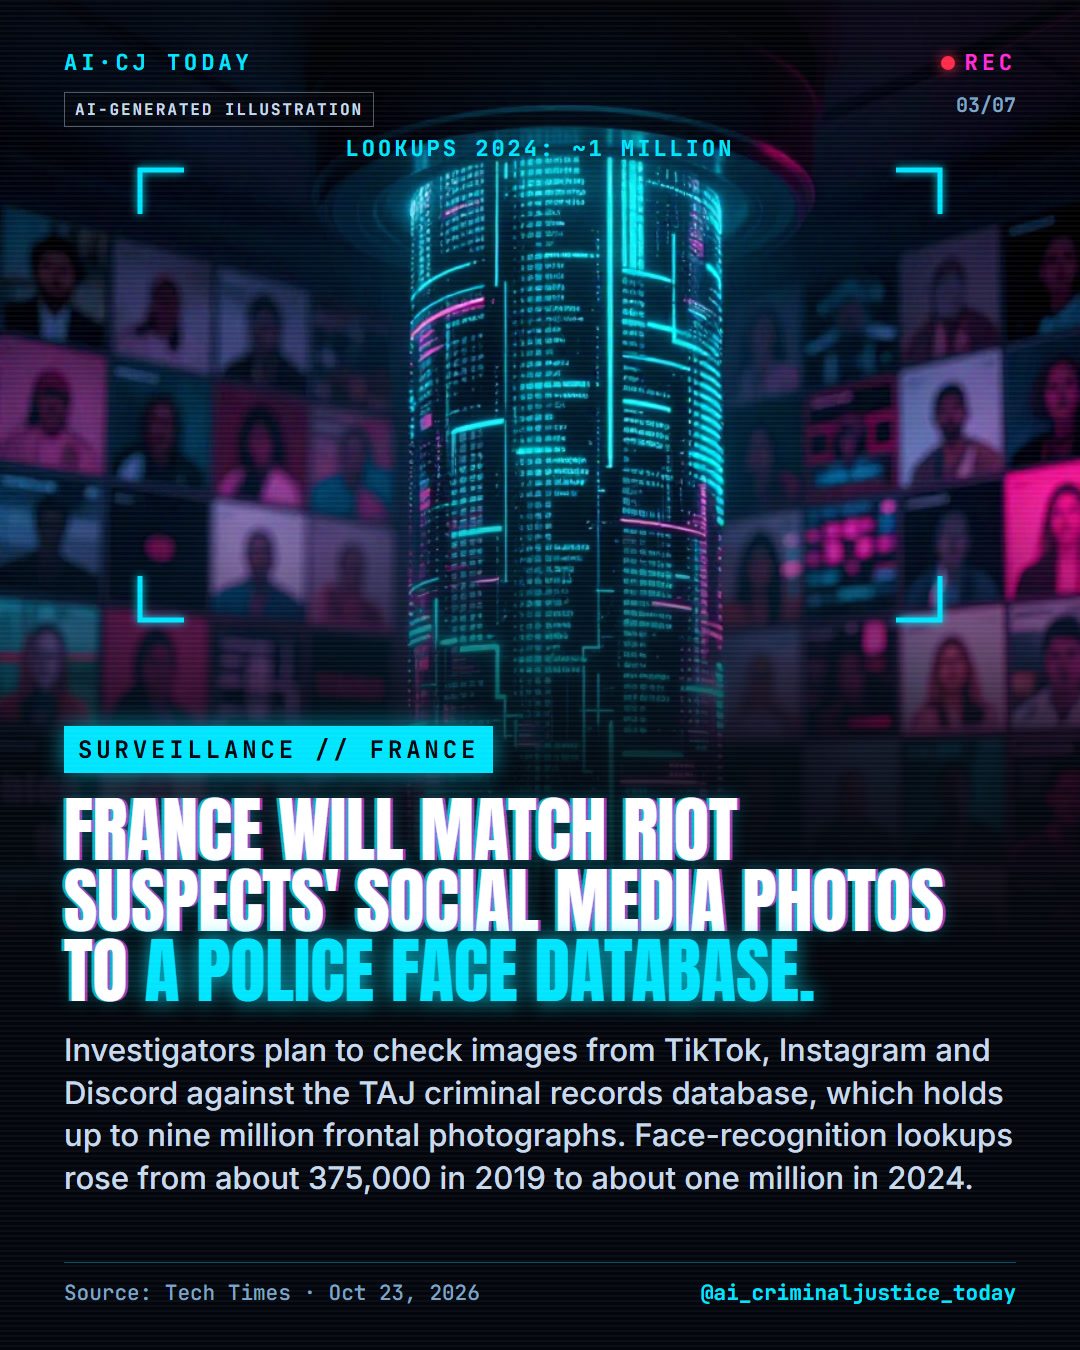 AI·CJ TODAY
REC
AI-GENERATED ILLUSTRATION
03/07
LOOKUPS 2024: ~1 MILLION
SURVEILLANCE // FRANCE
FRANCE WILL MATCH RIOT
SUSPECTS' SOCIAL MEDIA PHOTOS
TO A POLICE FACE DATABASE.
Investigators plan to check images from TikTok, Instagram and
Discord against the TAJ criminal records database, which holds
up to nine million frontal photographs. Face-recognition lookups
rose from about 375,000 in 2019 to about one million in 2024.
Source: Tech Times · Oct 23, 2026
@ai_criminaljustice_today